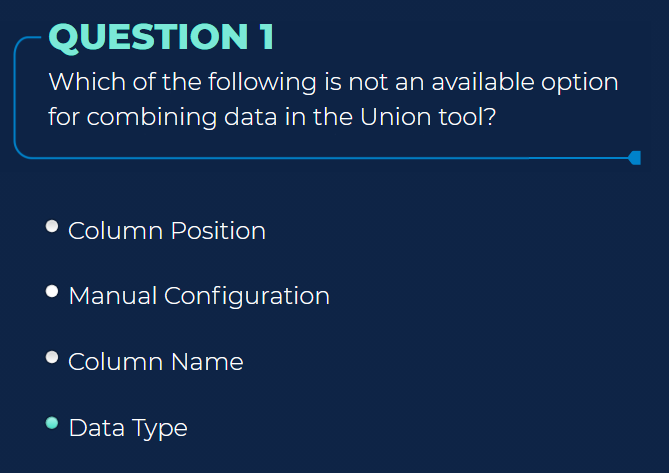 QUESTION 1
Which of the following is not an available option
for combining data in the Union tool?
Column Position
Manual Configuration
Column Name
Data Type